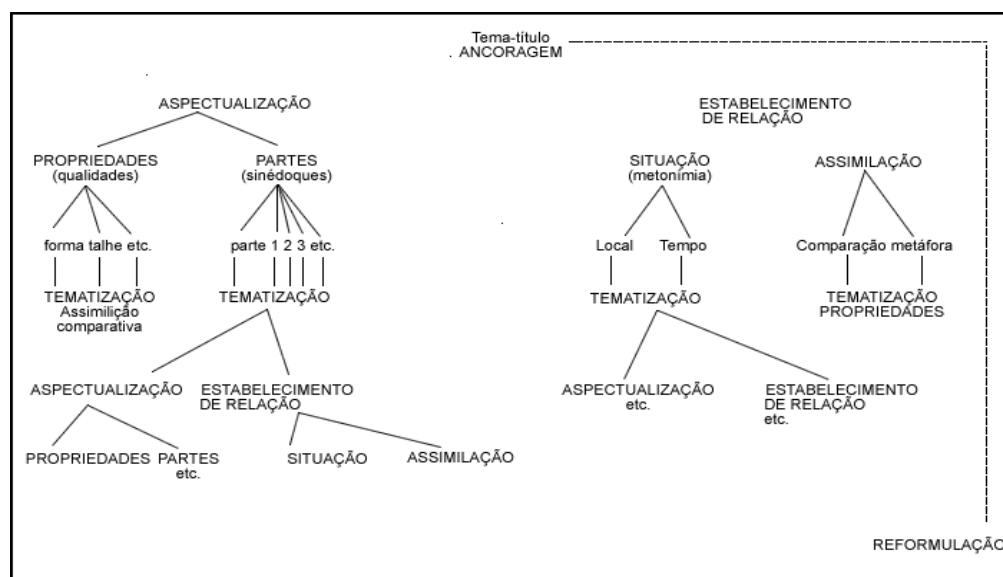 Tema-título
ANCORAGEM
ASPECTUALIZAÇÃO
ESTABELECIMENTO
DE RELAÇÃO
PROPRIEDADES
(qualidades)
PARTES
(sinédoques)
SITUAÇÃO
(metonímia)
ASSIMILAÇÃO
forma talhe etc.
parte 1 2 3 etc.
Local
Tempo
Comparação metáfora
TEMATIZAÇÃO
Assimilição
comparativa
TEMATIZAÇÃO
TEMATIZAÇÃO
TEMATIZAÇÃO
PROPRIEDADES
ASPECTUALIZAÇÃO
ESTABELECIMENTO
DE RELAÇÃO
ASPECTUALIZAÇÃO
etc.
ESTABELECIMENTO
DE RELAÇÃO
etc.
PROPRIEDADES
PARTES
etc.
SITUAÇÃO
ASSIMILAÇÃO
REFORMULAÇÃO